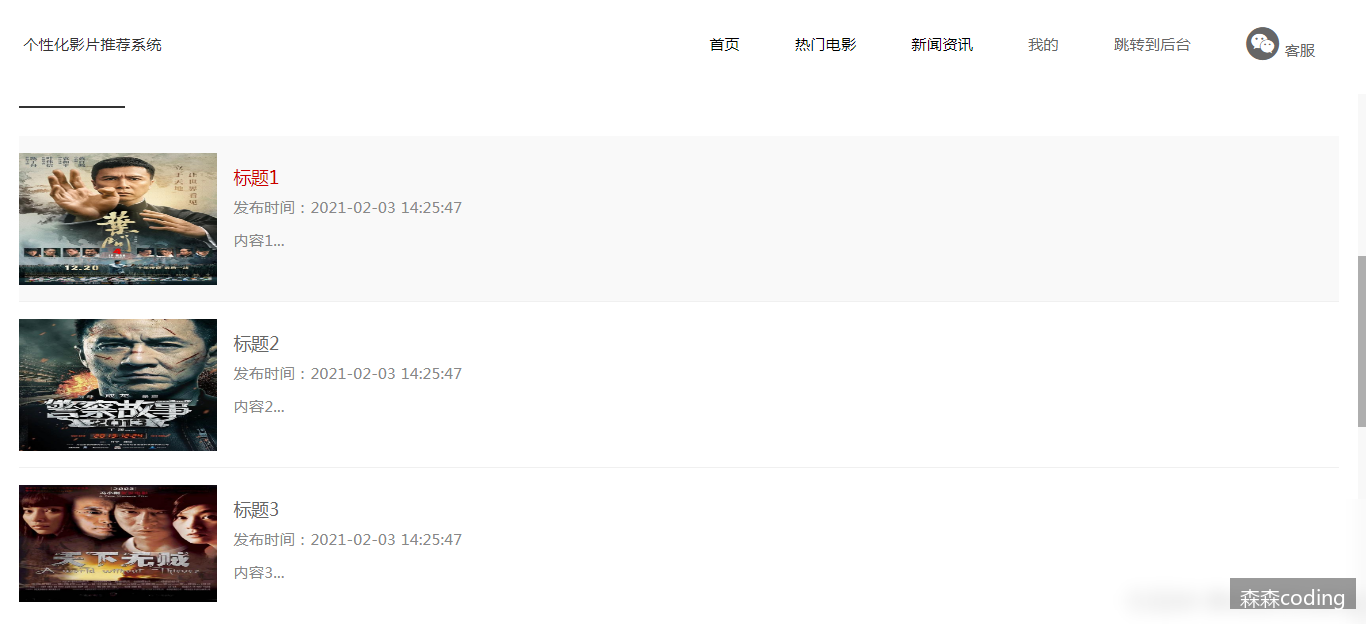 个性化影片推荐系统
首页
热门电影
新闻资讯
我的
跳转到后台
客服
葉問
12.20
标题1
发布时间：2021-02-03 14:25:47
内容1...
警察故事
2013
标题2
发布时间：2021-02-03 14:25:47
内容2...
天下无贼
A world without Thieves
标题3
发布时间：2021-02-03 14:25:47
内容3...
森森coding